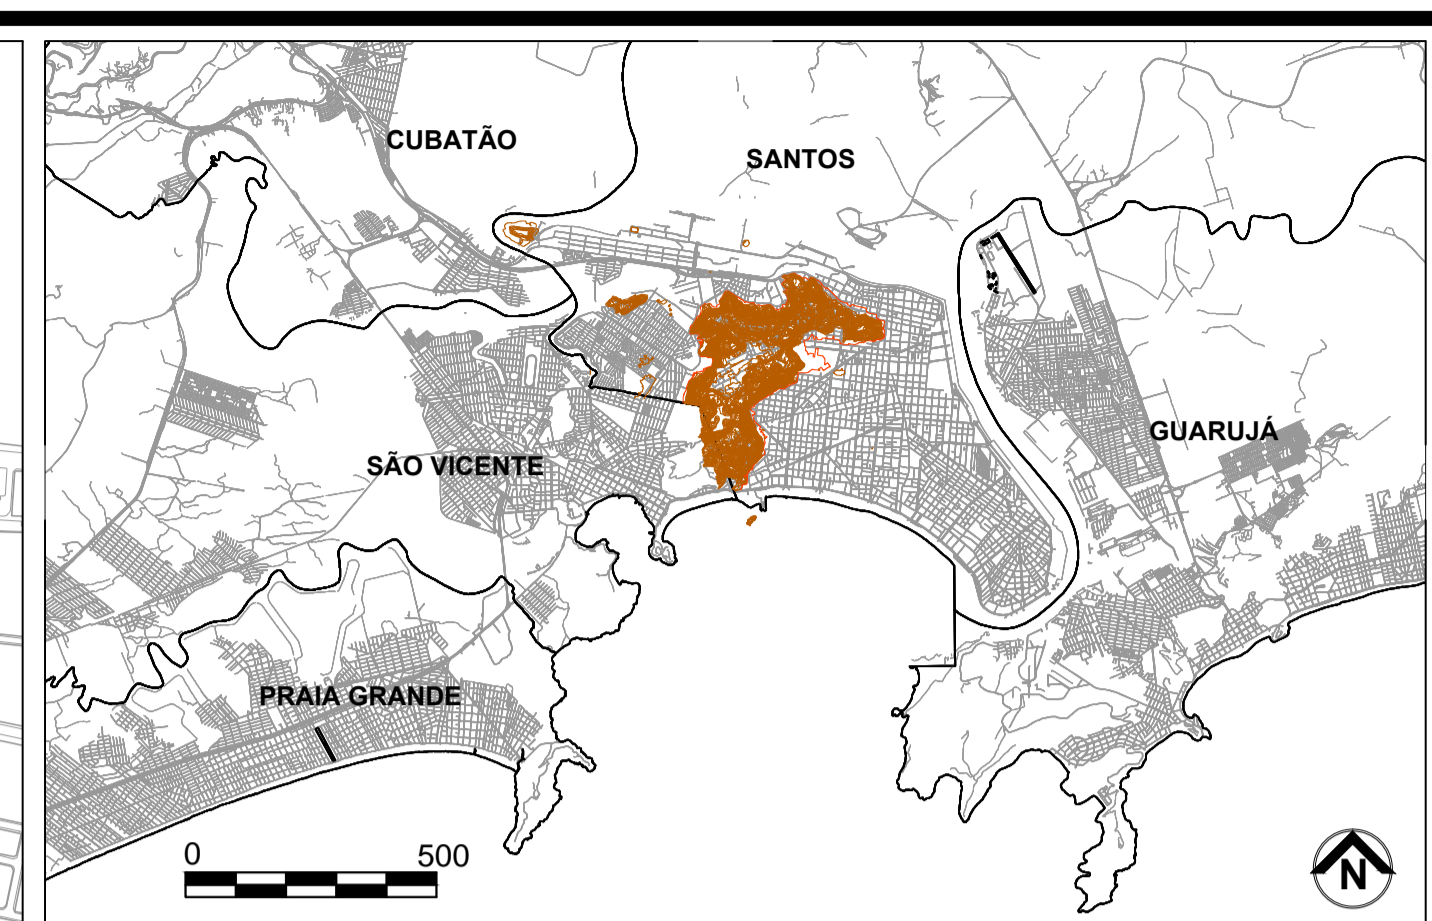 CUBATÃO
SANTOS
GUARUJÁ
SÃO VICENTE
PRAIA GRANDE
0 500
N